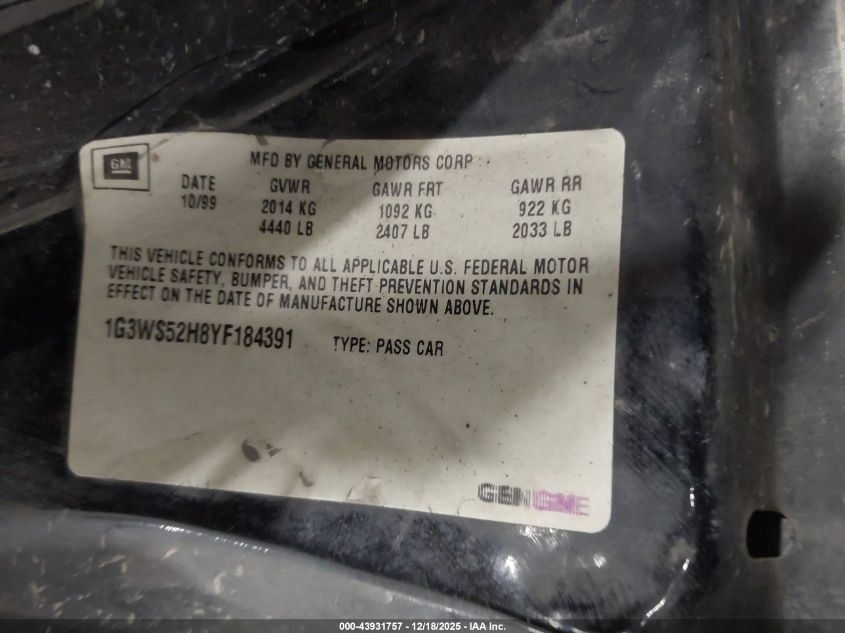 GM
MFD BY GENERAL MOTORS CORP
DATE GVWR GAWR FRT GAWR RR
10/99 2014 KG 1092 KG 922 KG
4440 LB 2407 LB 2033 LB
THIS VEHICLE CONFORMS TO ALL APPLICABLE U.S. FEDERAL MOTOR
VEHICLE SAFETY, BUMPER, AND THEFT PREVENTION STANDARDS IN
EFFECT ON THE DATE OF MANUFACTURE SHOWN ABOVE.
1G3WS52H8YF184391 TYPE: PASS CAR
000-43931757 - 12/18/2025 - IAA Inc.